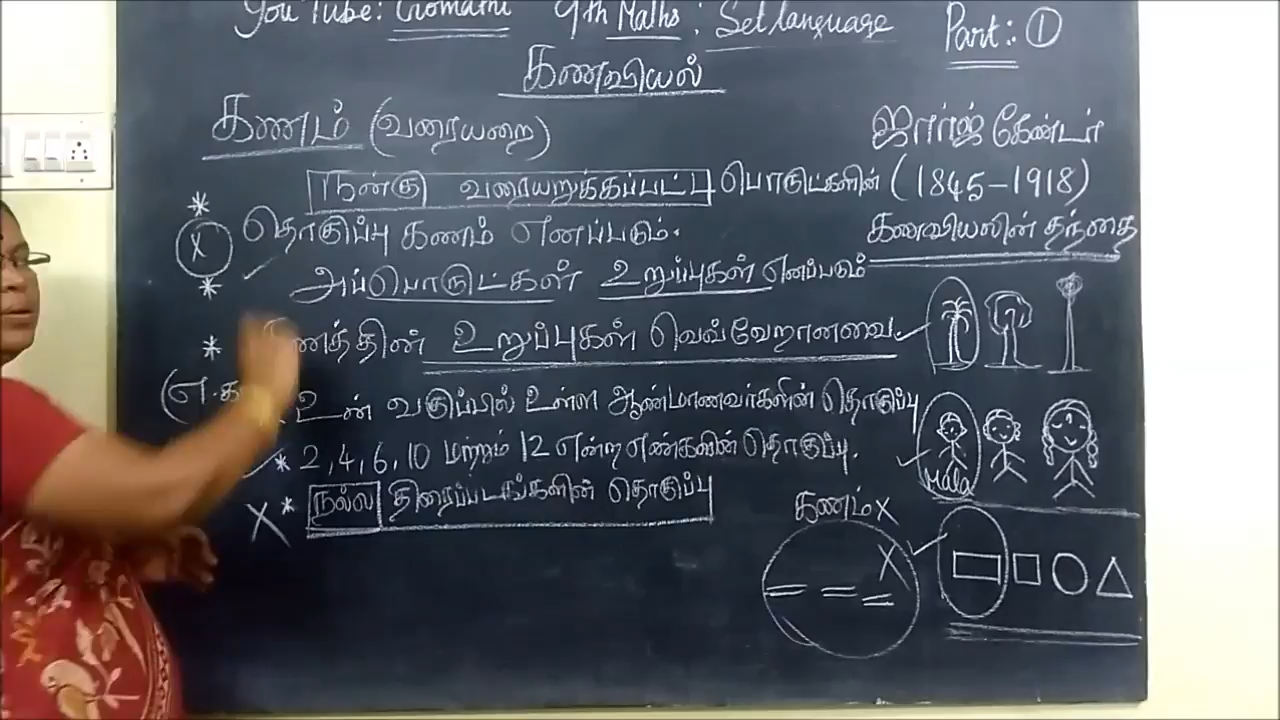 YouTube: Gomathi 9th Maths : Set language Part: ①
கணவியல்
கணம் (வரையறை)
ஜார்ஜ் கேண்டர்
(1845-1918)
கணவியலின் தந்தை
* நன்கு வரையறுக்கப்பட்ட பொருட்களின்
X தொகுப்பு கணம் எனப்படும்.
* அப்பொருட்கள் உறுப்புகள் எனப்படும்
* உறுப்புகள் வெவ்வேறானவை.
(எ.கா உன் வகுப்பில் உள்ள ஆண்மாணவர்களின் தொகுப்பு
* 2, 4, 6, 10 மற்றும் 12 என்ற எண்களின் தொகுப்பு.
X * நல்ல திரைப்படங்களின் தொகுப்பு
Mala
கணம் X
X